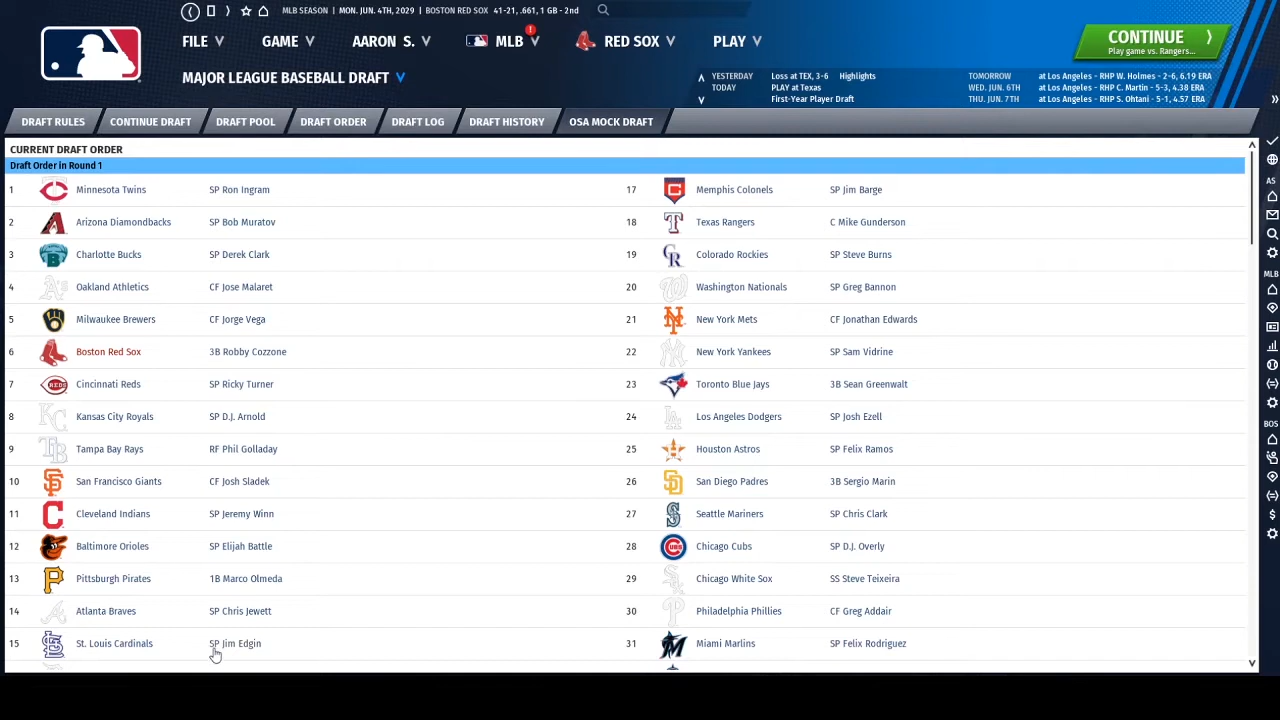 MLB SEASON | MON. JUN. 4TH, 2029 | BOSTON RED SOX 41-21, .661, 1 GB - 2nd
FILE GAME AARON S. MLB RED SOX PLAY
CONTINUE
Play game vs. Rangers...
MAJOR LEAGUE BASEBALL DRAFT
YESTERDAY Loss at TEX, 3-6 Highlights TOMORROW at Los Angeles - RHP W. Holmes - 2-6, 6.19 ERA
TODAY PLAY at Texas WED. JUN. 6TH at Los Angeles - RHP C. Martin - 5-3, 4.38 ERA
First-Year Player Draft THU. JUN. 7TH at Los Angeles - RHP S. Ohtani - 5-1, 4.57 ERA
DRAFT RULES CONTINUE DRAFT DRAFT POOL DRAFT ORDER DRAFT LOG DRAFT HISTORY OSA MOCK DRAFT
CURRENT DRAFT ORDER
Draft Order in Round 1
1 Minnesota Twins SP Ron Ingram 17 Memphis Colonels SP Jim Barge
2 Arizona Diamondbacks SP Bob Muratov 18 Texas Rangers C Mike Gunderson
3 Charlotte Bucks SP Derek Clark 19 Colorado Rockies SP Steve Burns
4 Oakland Athletics CF Jose Malaret 20 Washington Nationals SP Greg Bannon
5 Milwaukee Brewers CF Jorge Vega 21 New York Mets CF Jonathan Edwards
6 Boston Red Sox 3B Robby Cozzone 22 New York Yankees SP Sam Vidrine
7 Cincinnati Reds SP Ricky Turner 23 Toronto Blue Jays 3B Sean Greenwalt
8 Kansas City Royals SP D.J. Arnold 24 Los Angeles Dodgers SP Josh Ezell
9 Tampa Bay Rays RF Phil Golladay 25 Houston Astros SP Felix Ramos
10 San Francisco Giants CF Josh Sladek 26 San Diego Padres 3B Sergio Marin
11 Cleveland Indians SP Jeremy Winn 27 Seattle Mariners SP Chris Clark
12 Baltimore Orioles SP Elijah Battle 28 Chicago Cubs SP D.J. Overly
13 Pittsburgh Pirates 1B Marco Olmeda 29 Chicago White Sox SS Steve Teixeira
14 Atlanta Braves SP Chris Jewett 30 Philadelphia Phillies CF Greg Addair
15 St. Louis Cardinals SP Jim Edgin 31 Miami Marlins SP Felix Rodriguez
AS
MLB
BOS